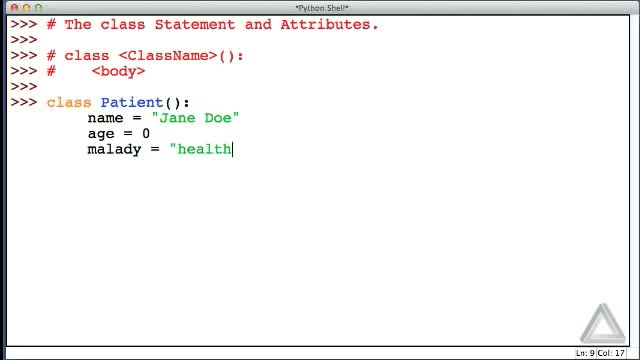 *Python Shell*
>>> # The class Statement and Attributes.
>>>
>>> # class <ClassName>():
>>> #    <body>
>>>
>>> class Patient():
        name = "Jane Doe"
        age = 0
        malady = "health
Ln: 9 Col: 17